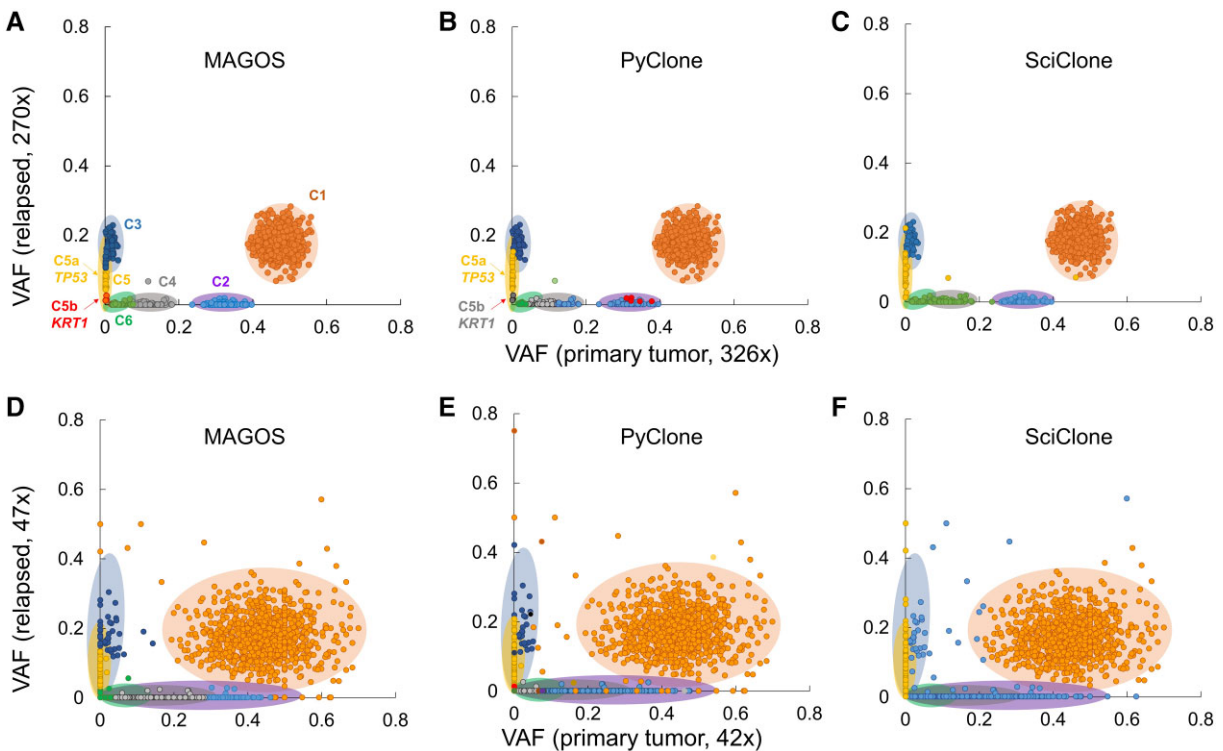 A
MAGOS
0.8
0.6
0.4
0.2
0
0
0.2
0.4
0.6
0.8
VAF (relapsed, 270x)
C1
C3
C5a
TP53
C5
C4
C2
C5b
KRT1
C6
B
PyClone
0.8
0.6
0.4
0.2
0
0
0.2
0.4
0.6
0.8
C5a
TP53
C5b
KRT1
VAF (primary tumor, 326x)
C
SciClone
0.8
0.6
0.4
0.2
0
0
0.2
0.4
0.6
0.8
D
MAGOS
0.8
0.6
0.4
0.2
0
0
0.2
0.4
0.6
0.8
VAF (relapsed, 47x)
E
PyClone
0.8
0.6
0.4
0.2
0
0
0.2
0.4
0.6
0.8
VAF (primary tumor, 42x)
F
SciClone
0.8
0.6
0.4
0.2
0
0
0.2
0.4
0.6
0.8